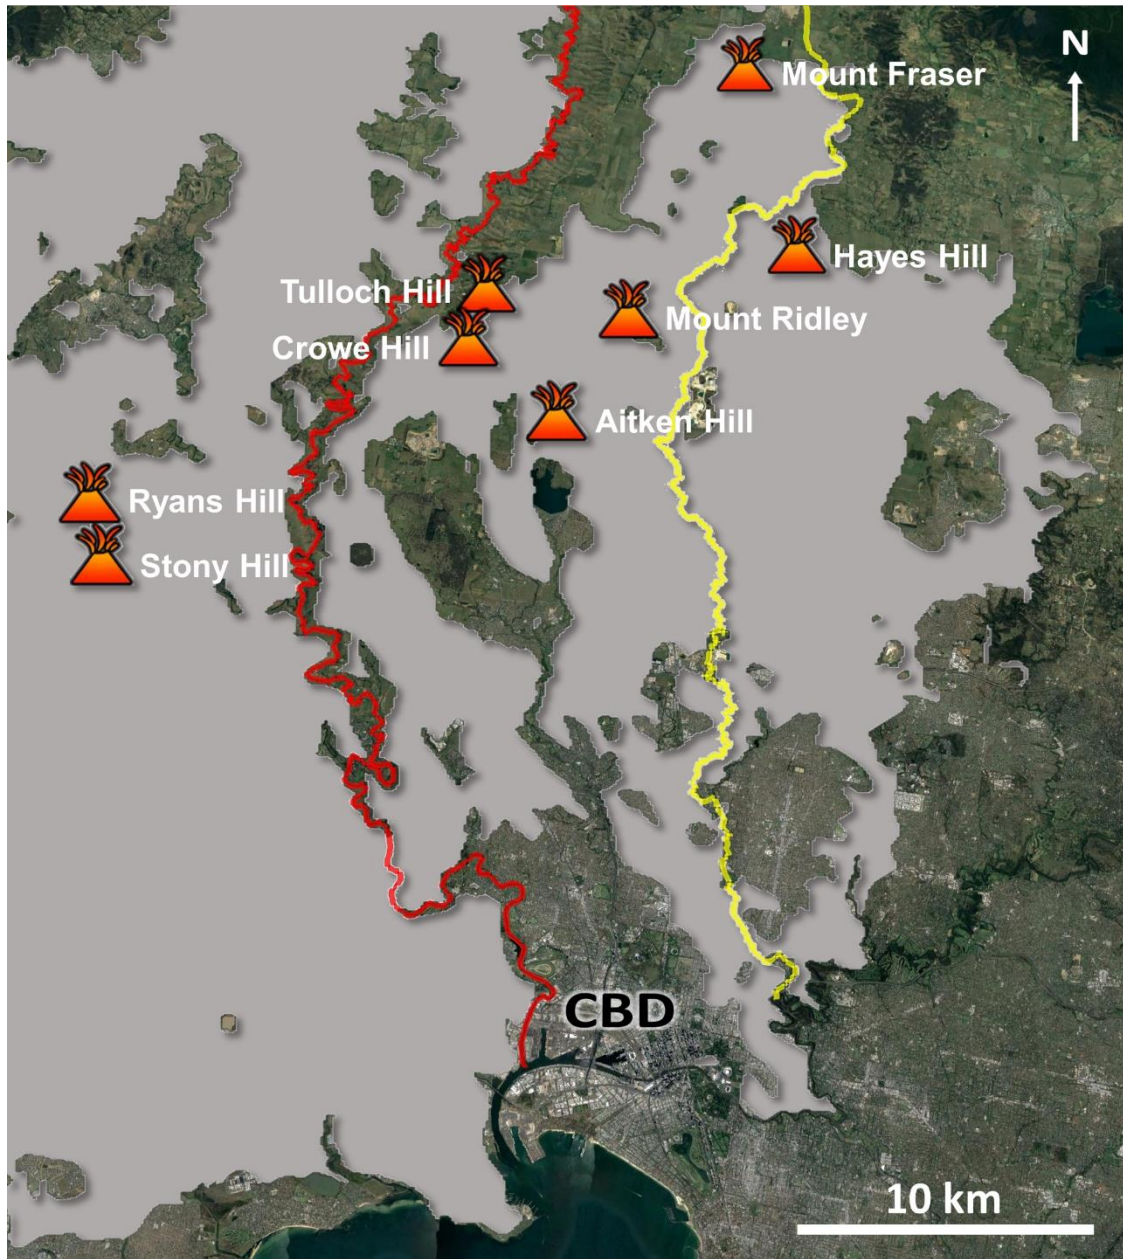 N
Mount Fraser
Hayes Hill
Tulloch Hill
Mount Ridley
Crowe Hill
Aitken Hill
Ryans Hill
Stony Hill
CBD
10 km